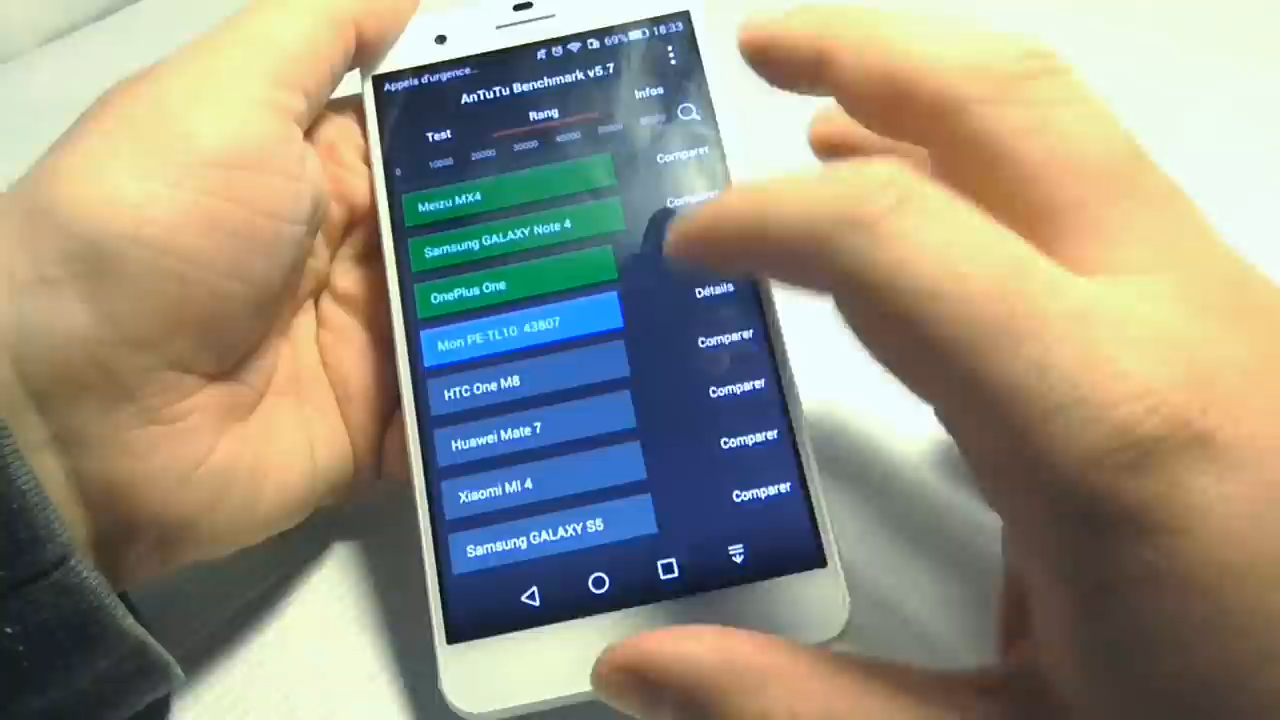 Appels d'urgence... 69% 18:33
AnTuTu Benchmark v5.7
Test Rang Infos
0 10000 20000 30000 40000
Meizu MX4 Comparer
Samsung GALAXY Note 4
OnePlus One
Mon PE-TL10 43807 Détails
HTC One M8 Comparer
Huawei Mate 7 Comparer
Xiaomi MI 4 Comparer
Samsung GALAXY S5 Comparer